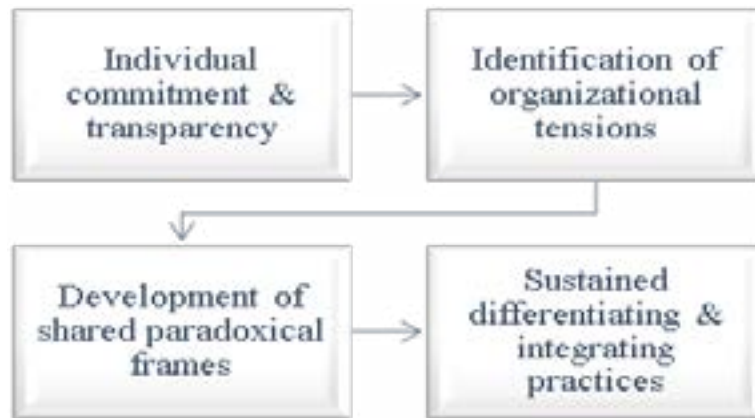 Individual
commitment &
transparency
Identification of
organizational
tensions
Development of
shared paradoxical
frames
Sustained
differentiating &
integrating
practices